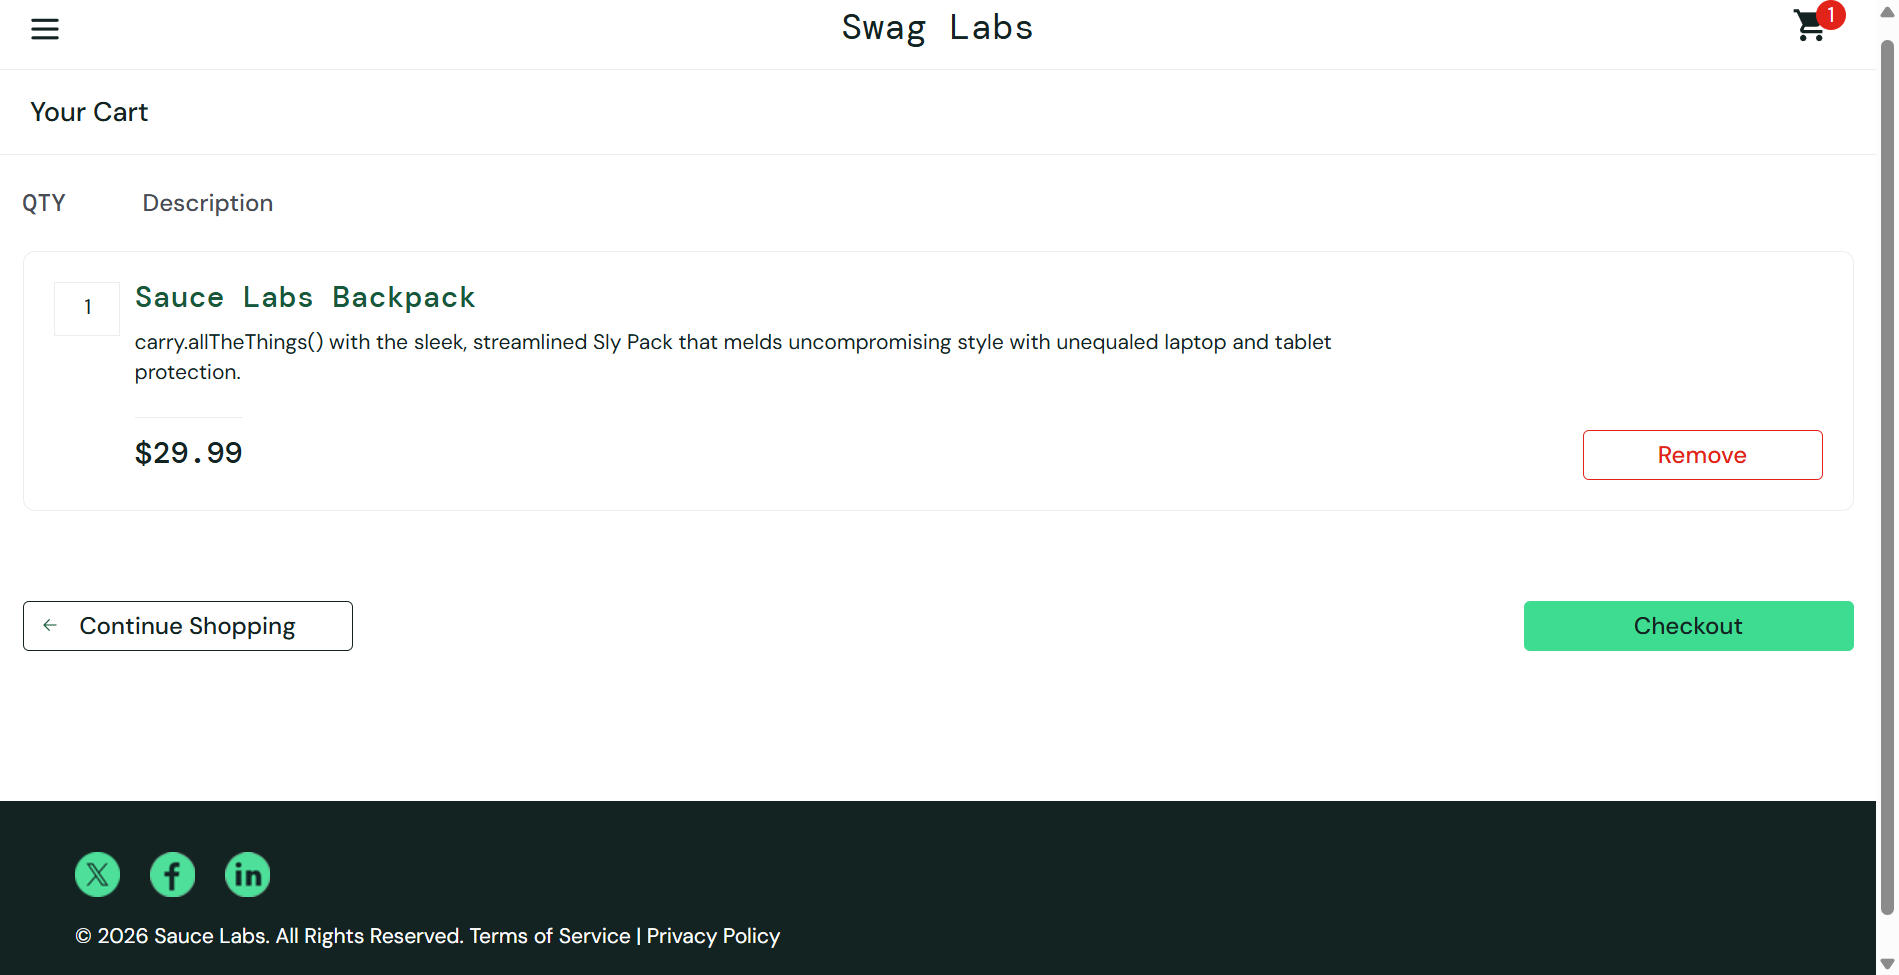 Swag Labs
1
Your Cart
QTY Description
1
Sauce Labs Backpack
carry.allTheThings() with the sleek, streamlined Sly Pack that melds uncompromising style with unequaled laptop and tablet
protection.
$29.99
Remove
Continue Shopping
Checkout
© 2026 Sauce Labs. All Rights Reserved. Terms of Service | Privacy Policy